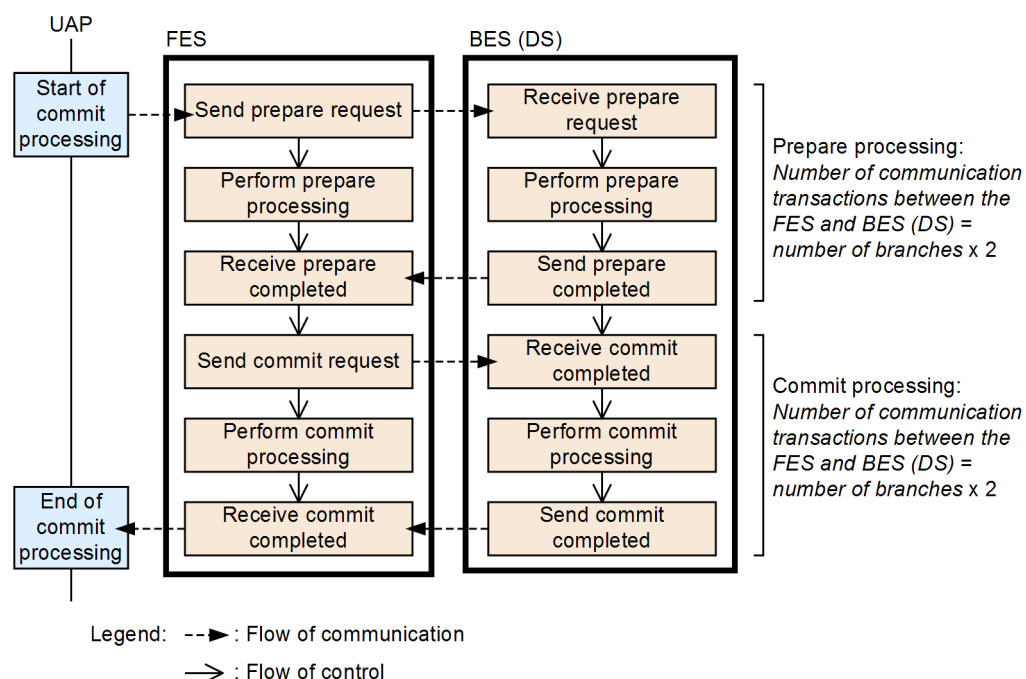 UAP
FES
BES (DS)
Start of
commit
processing
Send prepare request
Receive prepare
request
Perform prepare
processing
Perform prepare
processing
Receive prepare
completed
Send prepare
completed
Prepare processing:
Number of communication
transactions between the
FES and BES (DS) =
number of branches x 2
Send commit request
Receive commit
completed
Perform commit
processing
Perform commit
processing
Receive commit
completed
Send commit
completed
Commit processing:
Number of communication
transactions between the
FES and BES (DS) =
number of branches x 2
End of
commit
processing
Legend:
: Flow of communication
: Flow of control